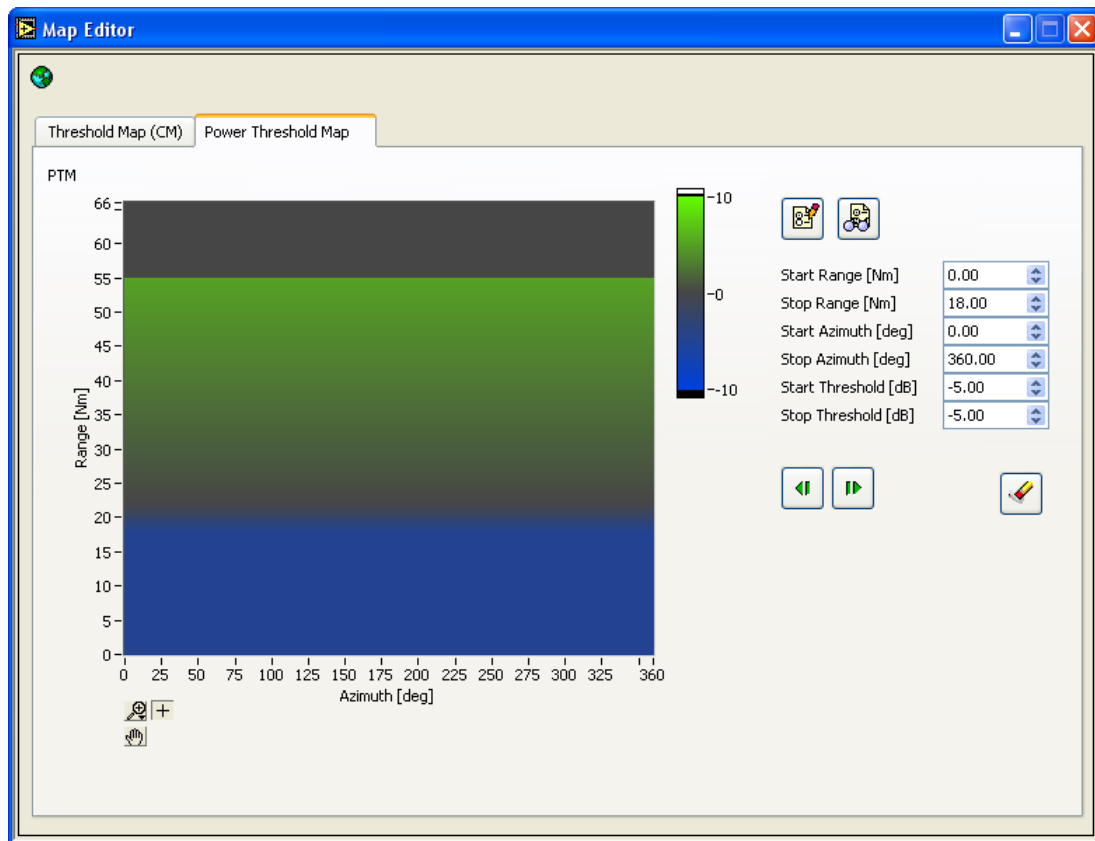 Map Editor
Threshold Map (CM)
Power Threshold Map
PTM
66
60
55
50
45
40
35
30
25
20
15
10
5
0
Range [Nm]
0 25 50 75 100 125 150 175 200 225 250 275 300 325 360
Azimuth [deg]
10
0
-10
Start Range [Nm] 0.00
Stop Range [Nm] 18.00
Start Azimuth [deg] 0.00
Stop Azimuth [deg] 360.00
Start Threshold [dB] -5.00
Stop Threshold [dB] -5.00